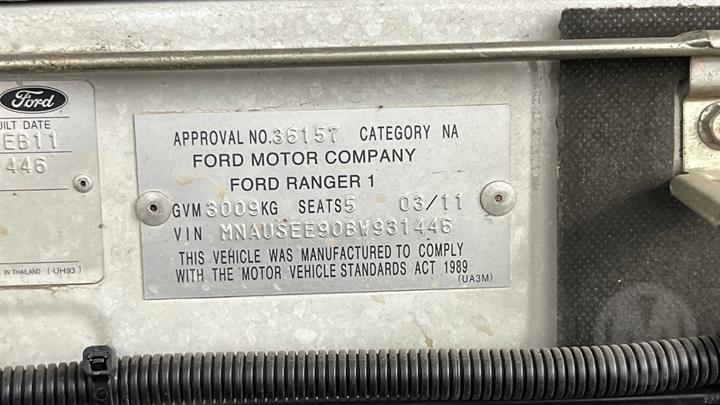 Ford
UILT DATE
EB11
446
E IN THAILAND (-UH93)
APPROVAL NO.36157 CATEGORY NA
FORD MOTOR COMPANY
FORD RANGER 1
GVM 3009KG SEATS5 03/11
VIN MNAUSEE90BW931446
THIS VEHICLE WAS MANUFACTURED TO COMPLY
WITH THE MOTOR VEHICLE STANDARDS ACT 1989
(UA3M)